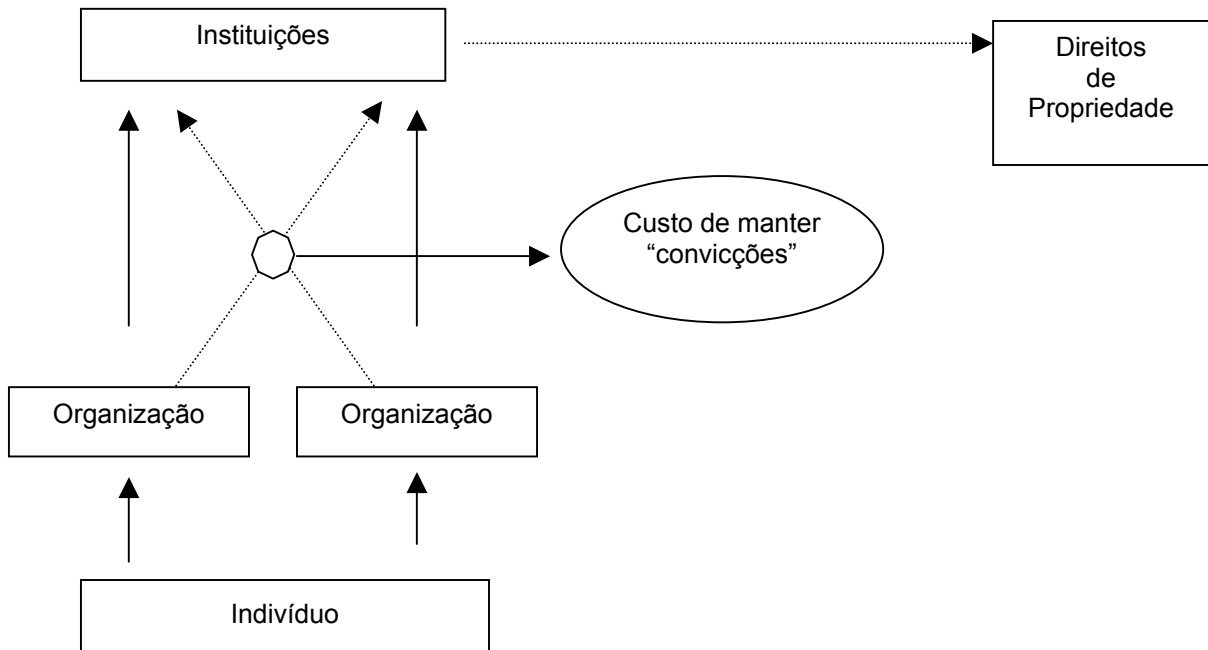 Instituições
Direitos
de
Propriedade
Custo de manter
“convicções”
Organização
Organização
Indivíduo